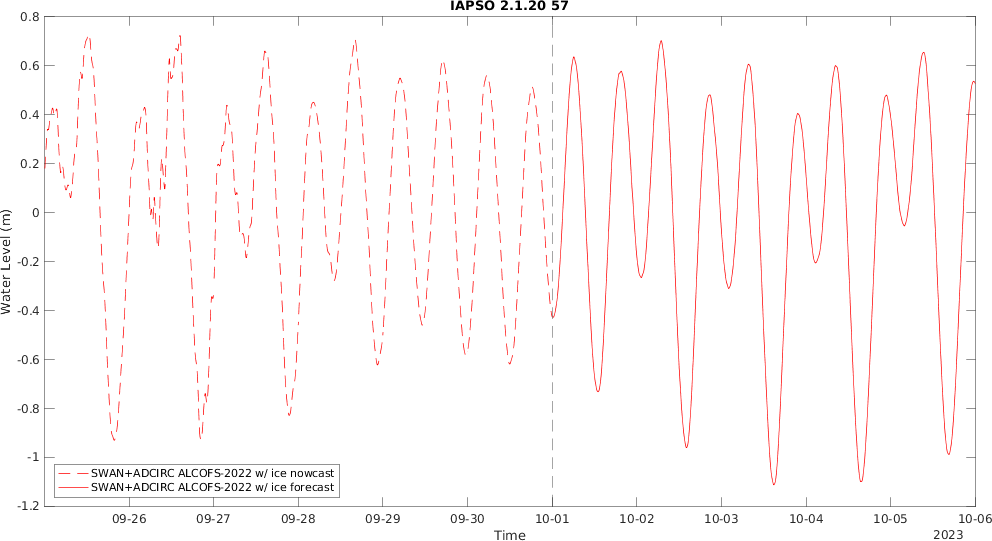 IAPSO 2.1.20 57
0.8
0.6
0.4
0.2
0
-0.2
-0.4
-0.6
-0.8
-1
-1.2
Water Level (m)
SWAN+ADCIRC ALCOFS-2022 w/ ice nowcast
SWAN+ADCIRC ALCOFS-2022 w/ ice forecast
09-26 09-27 09-28 09-29 09-30 10-01 10-02 10-03 10-04 10-05 10-06
Time
2023